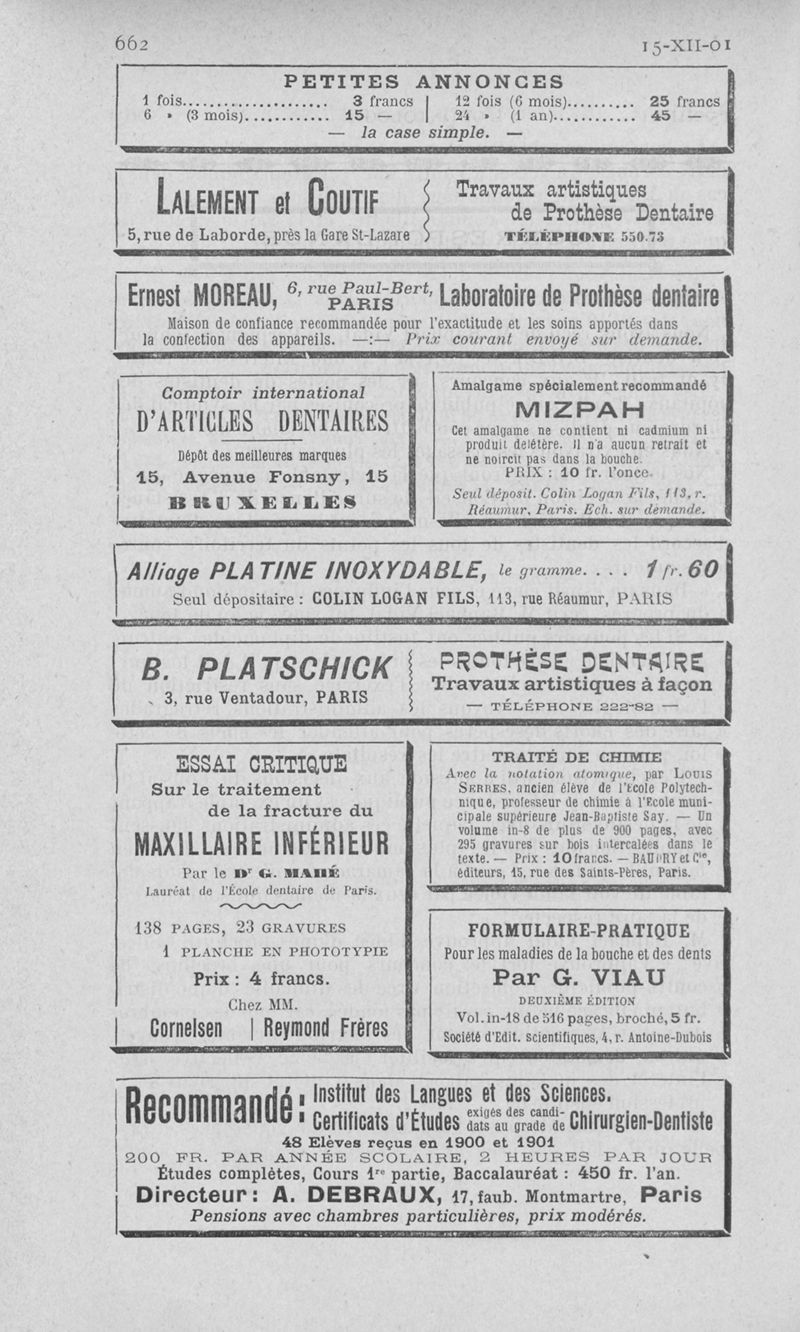 662
15-XII-01
PETITES ANNONCES
1 fois..................... 3 francs | 12 fois (6 mois).......... 25 francs
6 » (3 mois)............. 15 — | 24 » (1 an)............ 45 —
— la case simple. —
LALEMENT et COUTIF
5, rue de Laborde, près la Gare St-Lazare
Travaux artistiques
de Prothèse Dentaire
TÉLÉPHONE 550.73
Ernest MOREAU, 6, rue Paul-Bert, PARIS Laboratoire de Prothèse dentaire
Maison de confiance recommandée pour l'exactitude et les soins apportés dans
la confection des appareils. —:— Prix courant envoyé sur demande.
Comptoir international
D'ARTICLES DENTAIRES
Dépôt des meilleures marques
15, Avenue Fonsny, 15
BRUXELLES
Amalgame spécialement recommandé
MIZPAH
Cet amalgame ne contient ni cadmium ni
produit delétère. Il n'a aucun retrait et
ne noircit pas dans la bouche.
PRIX : 10 fr. l'once.
Seul déposit. Colin Logan Fils, 113, r.
Réaumur, Paris. Ech. sur demande.
Alliage PLATINE INOXYDABLE, le gramme. . . . 1 fr. 60
Seul dépositaire : COLIN LOGAN FILS, 113, rue Réaumur, PARIS
B. PLATSCHICK
3, rue Ventadour, PARIS
PROTHÈSE DENTAIRE
Travaux artistiques à façon
— TÉLÉPHONE 222-82 —
ESSAI CRITIQUE
Sur le traitement
de la fracture du
MAXILLAIRE INFÉRIEUR
Par le Dr G. MAHÉ
Lauréat de l'École dentaire de Paris.
138 PAGES, 23 GRAVURES
1 PLANCHE EN PHOTOTYPIE
Prix : 4 francs.
Chez MM.
Cornelsen | Reymond Frères
TRAITÉ DE CHIMIE
Avec la notation atomique, par LOUIS
SERRES, ancien élève de l'Ecole Polytech-
nique, professeur de chimie à l'Ecole muni-
cipale supérieure Jean-Baptiste Say. — Un
volume in-8 de plus de 900 pages, avec
295 gravures sur bois intercalées dans le
texte. — Prix : 10 francs. — BAUDRY et Cie,
éditeurs, 15, rue des Saints-Pères, Paris.
FORMULAIRE-PRATIQUE
Pour les maladies de la bouche et des dents
Par G. VIAU
DEUXIÈME ÉDITION
Vol. in-18 de 516 pages, broché, 5 fr.
Société d'Edit. scientifiques, 4, r. Antoine-Dubois
Recommandé: Institut des Langues et des Sciences.
Certificats d'Études exigés des candi-dats au grade de Chirurgien-Dentiste
48 Elèves reçus en 1900 et 1901
200 FR. PAR ANNÉE SCOLAIRE, 2 HEURES PAR JOUR
Études complètes, Cours 1re partie, Baccalauréat : 450 fr. l'an.
Directeur : A. DEBRAUX, 17, faub. Montmartre, Paris
Pensions avec chambres particulières, prix modérés.